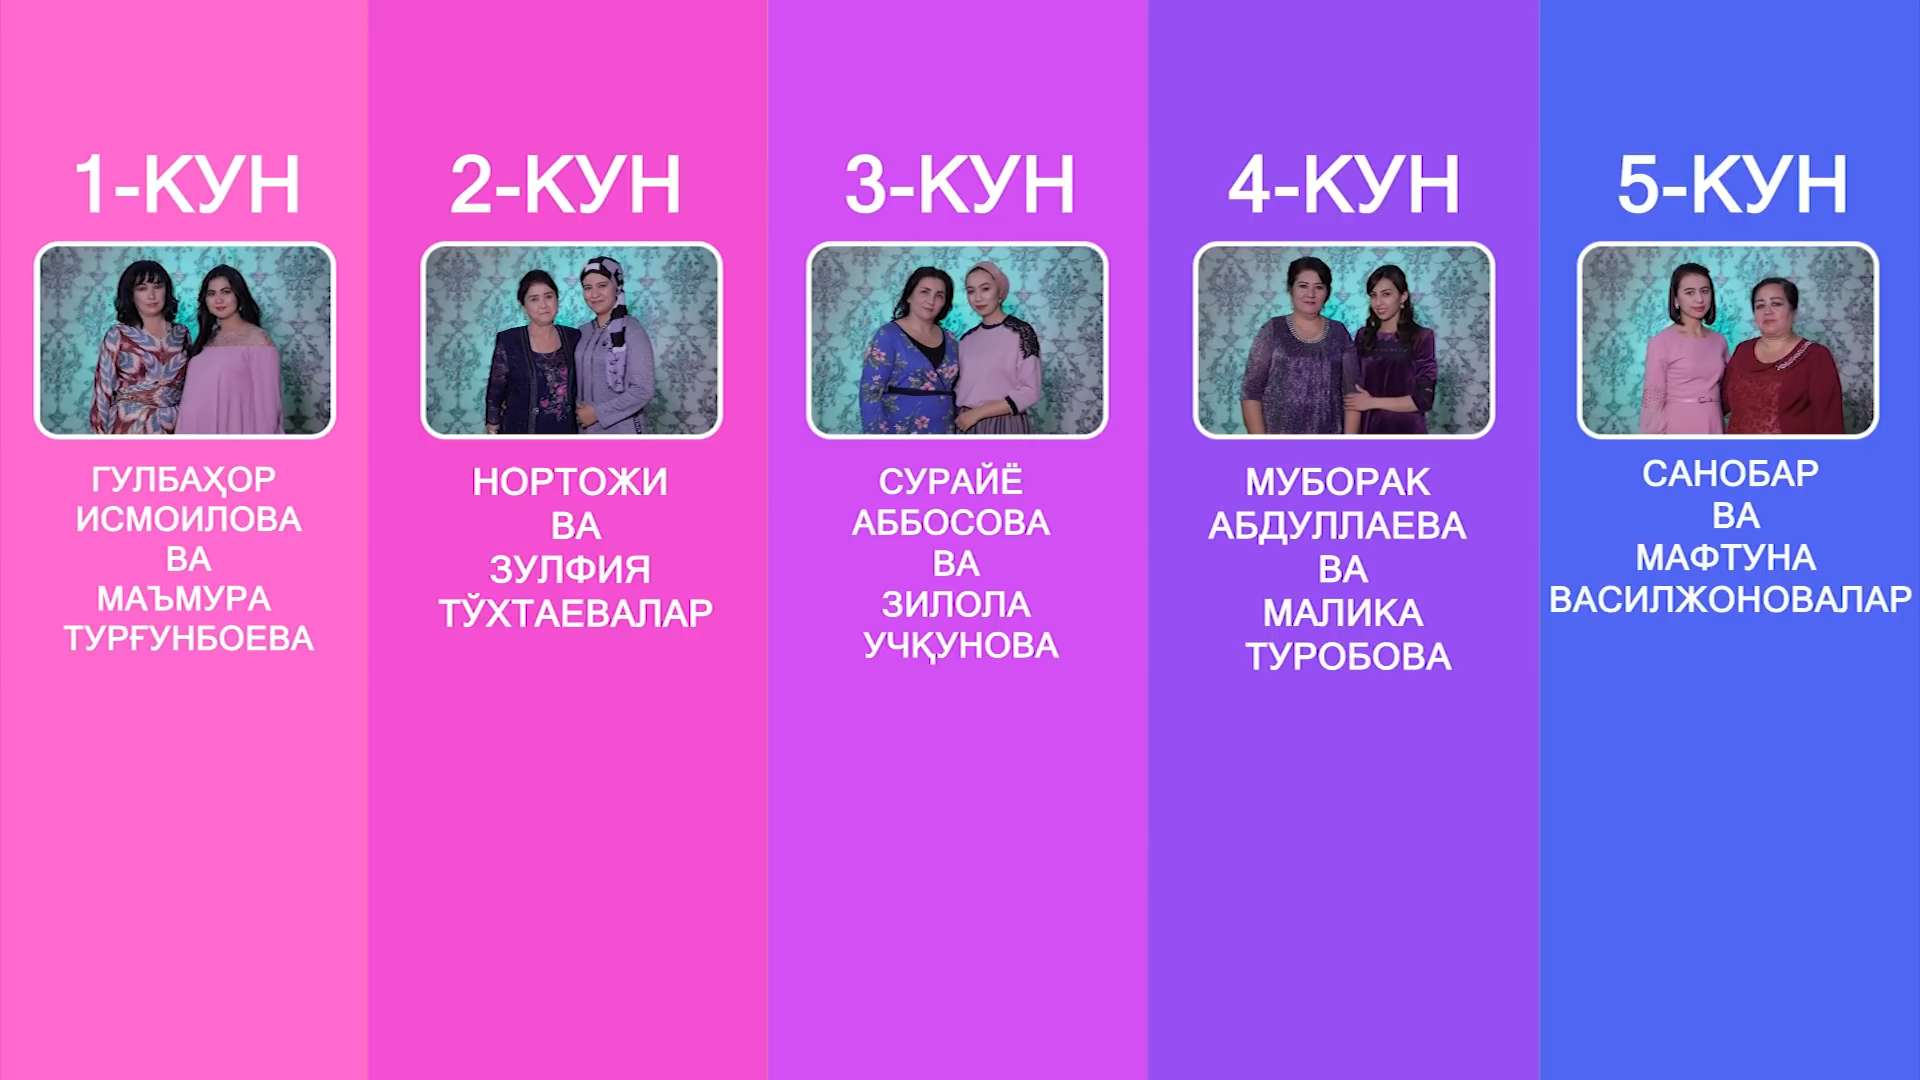 1-КУН
ГУЛБАҲОР
ИСМОИЛОВА
ВА
МАЪМУРА
ТУРҒУНБОЕВА
2-КУН
НОРТОЖИ
ВА
ЗУЛФИЯ
ТЎХТАЕВАЛАР
3-КУН
СУРАЙЁ
АББОСОВА
ВА
ЗИЛОЛА
УЧҚУНОВА
4-КУН
МУБОРАК
АБДУЛЛАЕВА
ВА
МАЛИКА
ТУРОБОВА
5-КУН
САНОБАР
ВА
МАФТУНА
ВАСИЛЖОНОВАЛАР